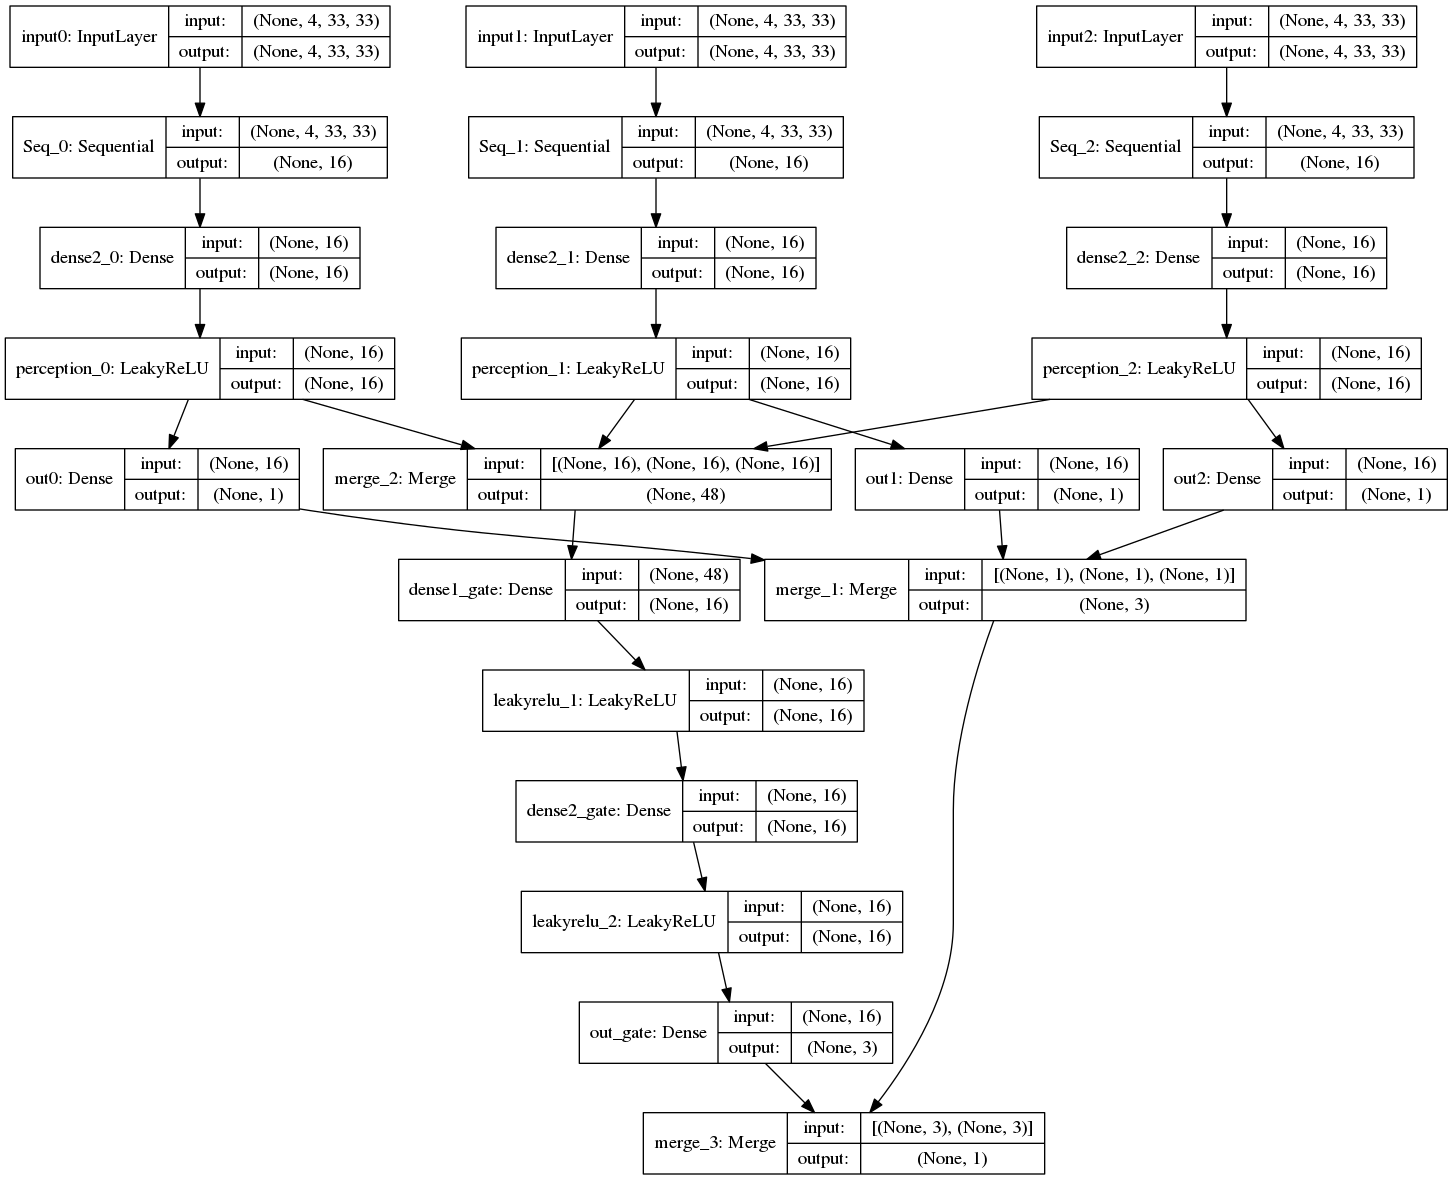 input0: InputLayer input: (None, 4, 33, 33)
output: (None, 4, 33, 33)
input1: InputLayer input: (None, 4, 33, 33)
output: (None, 4, 33, 33)
input2: InputLayer input: (None, 4, 33, 33)
output: (None, 4, 33, 33)
Seq_0: Sequential input: (None, 4, 33, 33)
output: (None, 16)
Seq_1: Sequential input: (None, 4, 33, 33)
output: (None, 16)
Seq_2: Sequential input: (None, 4, 33, 33)
output: (None, 16)
dense2_0: Dense input: (None, 16)
output: (None, 16)
dense2_1: Dense input: (None, 16)
output: (None, 16)
dense2_2: Dense input: (None, 16)
output: (None, 16)
perception_0: LeakyReLU input: (None, 16)
output: (None, 16)
perception_1: LeakyReLU input: (None, 16)
output: (None, 16)
perception_2: LeakyReLU input: (None, 16)
output: (None, 16)
out0: Dense input: (None, 16)
output: (None, 1)
merge_2: Merge input: [(None, 16), (None, 16), (None, 16)]
output: (None, 48)
out1: Dense input: (None, 16)
output: (None, 1)
out2: Dense input: (None, 16)
output: (None, 1)
dense1_gate: Dense input: (None, 48)
output: (None, 16)
merge_1: Merge input: [(None, 1), (None, 1), (None, 1)]
output: (None, 3)
leakyrelu_1: LeakyReLU input: (None, 16)
output: (None, 16)
dense2_gate: Dense input: (None, 16)
output: (None, 16)
leakyrelu_2: LeakyReLU input: (None, 16)
output: (None, 16)
out_gate: Dense input: (None, 16)
output: (None, 3)
merge_3: Merge input: [(None, 3), (None, 3)]
output: (None, 1)